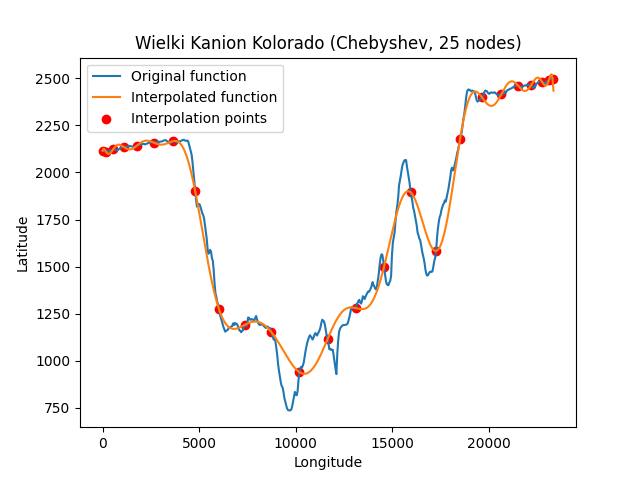 Wielki Kanion Kolorado (Chebyshev, 25 nodes)
Original function
Interpolated function
Interpolation points
2500
2250
2000
1750
1500
1250
1000
750
Latitude
0 5000 10000 15000 20000
Longitude